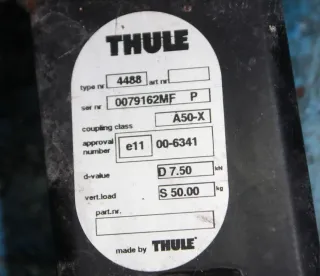 THULE
type nr 4488 art nr
ser nr 0079162MF P
coupling class A50-X
approval number e11 00-6341
d-value D 7.50 kN
vert.load S 50.00 kg
part.nr.
made by THULE